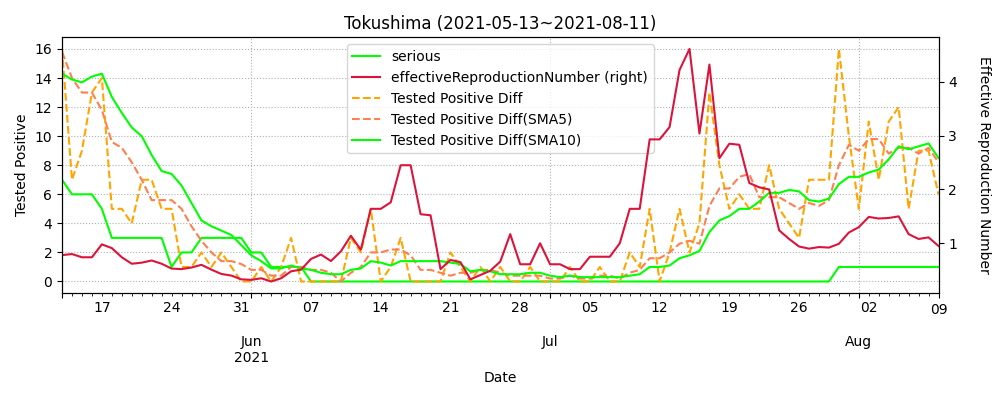 Tokushima (2021-05-13~2021-08-11)
serious
effectiveReproductionNumber (right)
Tested Positive Diff
Tested Positive Diff(SMA5)
Tested Positive Diff(SMA10)
Tested Positive
16
14
12
10
8
6
4
2
0
Effective Reproduction Number
4
3
2
1
17 24 31 07 14 21 28 05 12 19 26 02 09
Jun Jul Aug
2021
Date